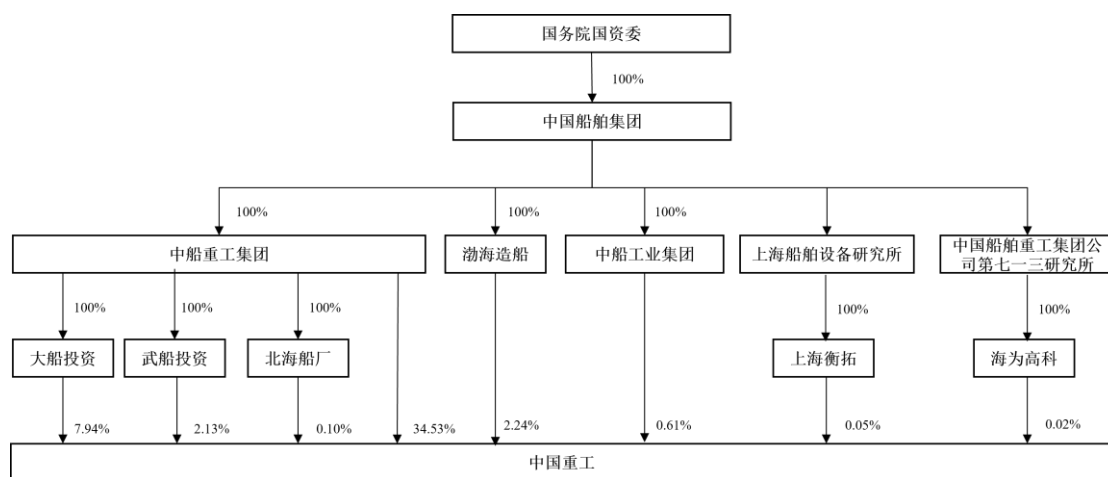 国务院国资委
100%
中国船舶集团
100%
100%
100%
中船重工集团
渤海造船
中船工业集团
上海船舶设备研究所
中国船舶重工集团公
司第七一三研究所
100%
100%
100%
100%
100%
大船投资
武船投资
北海船厂
上海衡拓
海为高科
7.94%
2.13%
0.10%
34.53%
2.24%
0.61%
0.05%
0.02%
中国重工